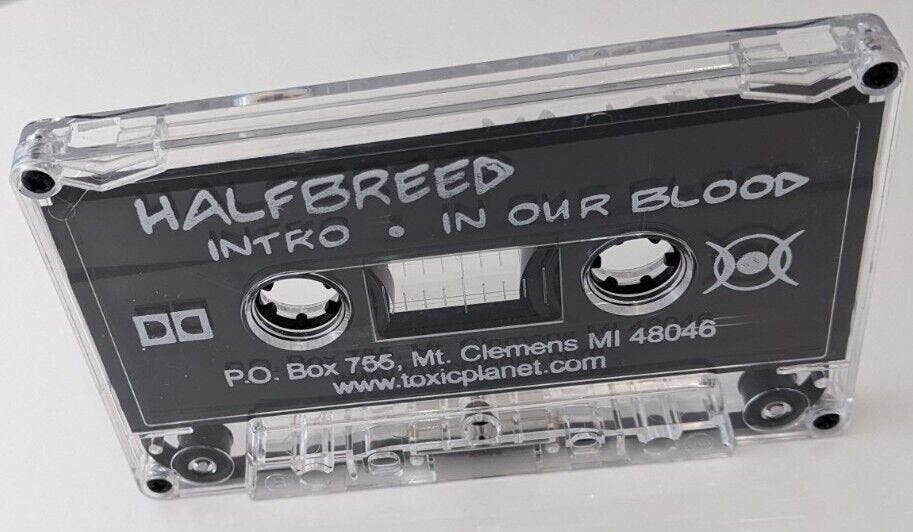 HALFBREED
INTRO • IN OUR BLOOD
P.O. Box 755, Mt. Clemens MI 48046
www.toxicplanet.com